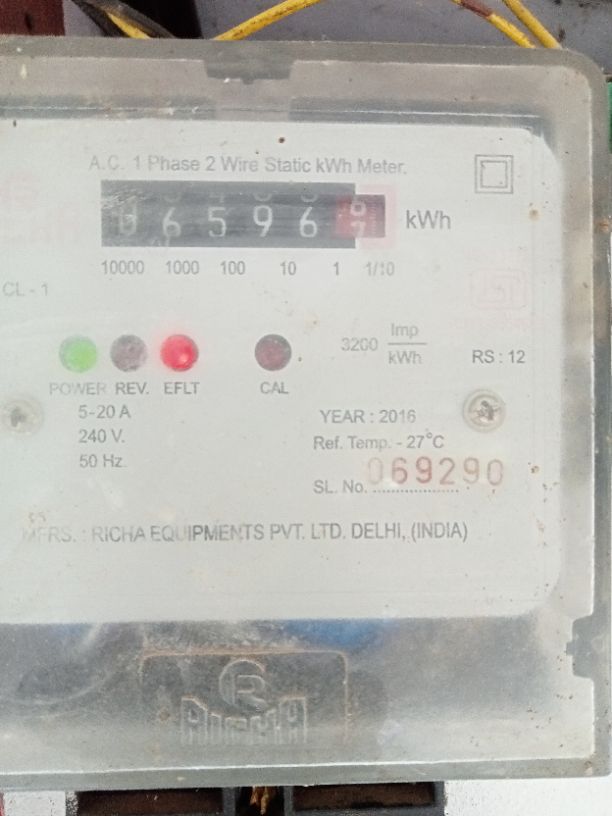 A.C. 1 Phase 2 Wire Static kWh Meter.
06596 kWh
10000 1000 100 10 1 1/10
CL - 1
3200 Imp/kWh
RS : 12
POWER REV. EFLT CAL
5-20 A
YEAR : 2016
240 V.
Ref. Temp. - 27°C
50 Hz.
SL. No. 069290
MFRS. : RICHA EQUIPMENTS PVT. LTD. DELHI, (INDIA)
R
RICHA